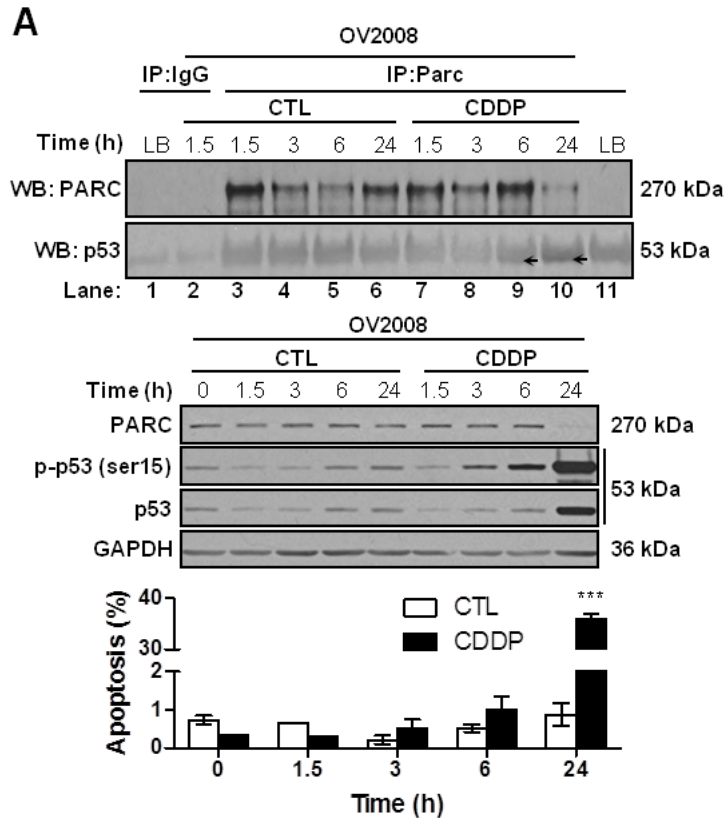 A
OV2008
IP:IgG IP:Parc
CTL CDDP
Time (h) LB 1.5 1.5 3 6 24 1.5 3 6 24 LB
WB: PARC 270 kDa
WB: p53 53 kDa
Lane: 1 2 3 4 5 6 7 8 9 10 11
OV2008
CTL CDDP
Time (h) 0 1.5 3 6 24 1.5 3 6 24
PARC 270 kDa
p-p53 (ser15)
53 kDa
p53
GAPDH 36 kDa
40
30
2
1
0
Apoptosis (%)
CTL
CDDP
***
0 1.5 3 6 24
Time (h)